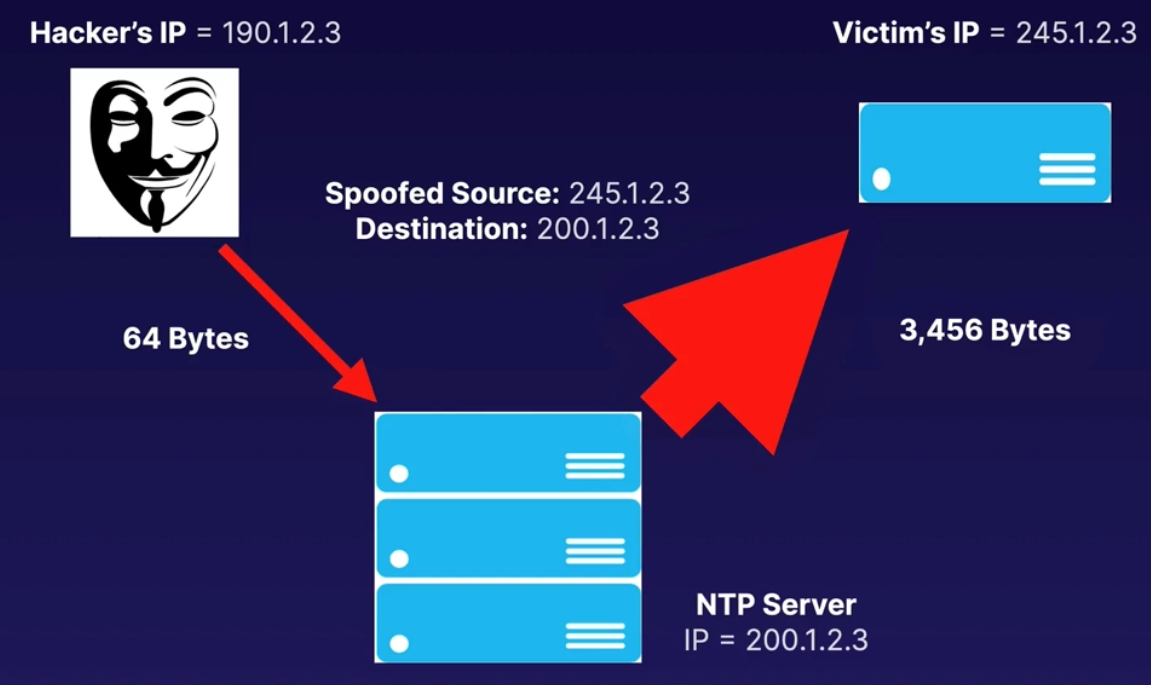 Hacker's IP = 190.1.2.3
Victim's IP = 245.1.2.3
Spoofed Source: 245.1.2.3
Destination: 200.1.2.3
64 Bytes
3,456 Bytes
NTP Server
IP = 200.1.2.3